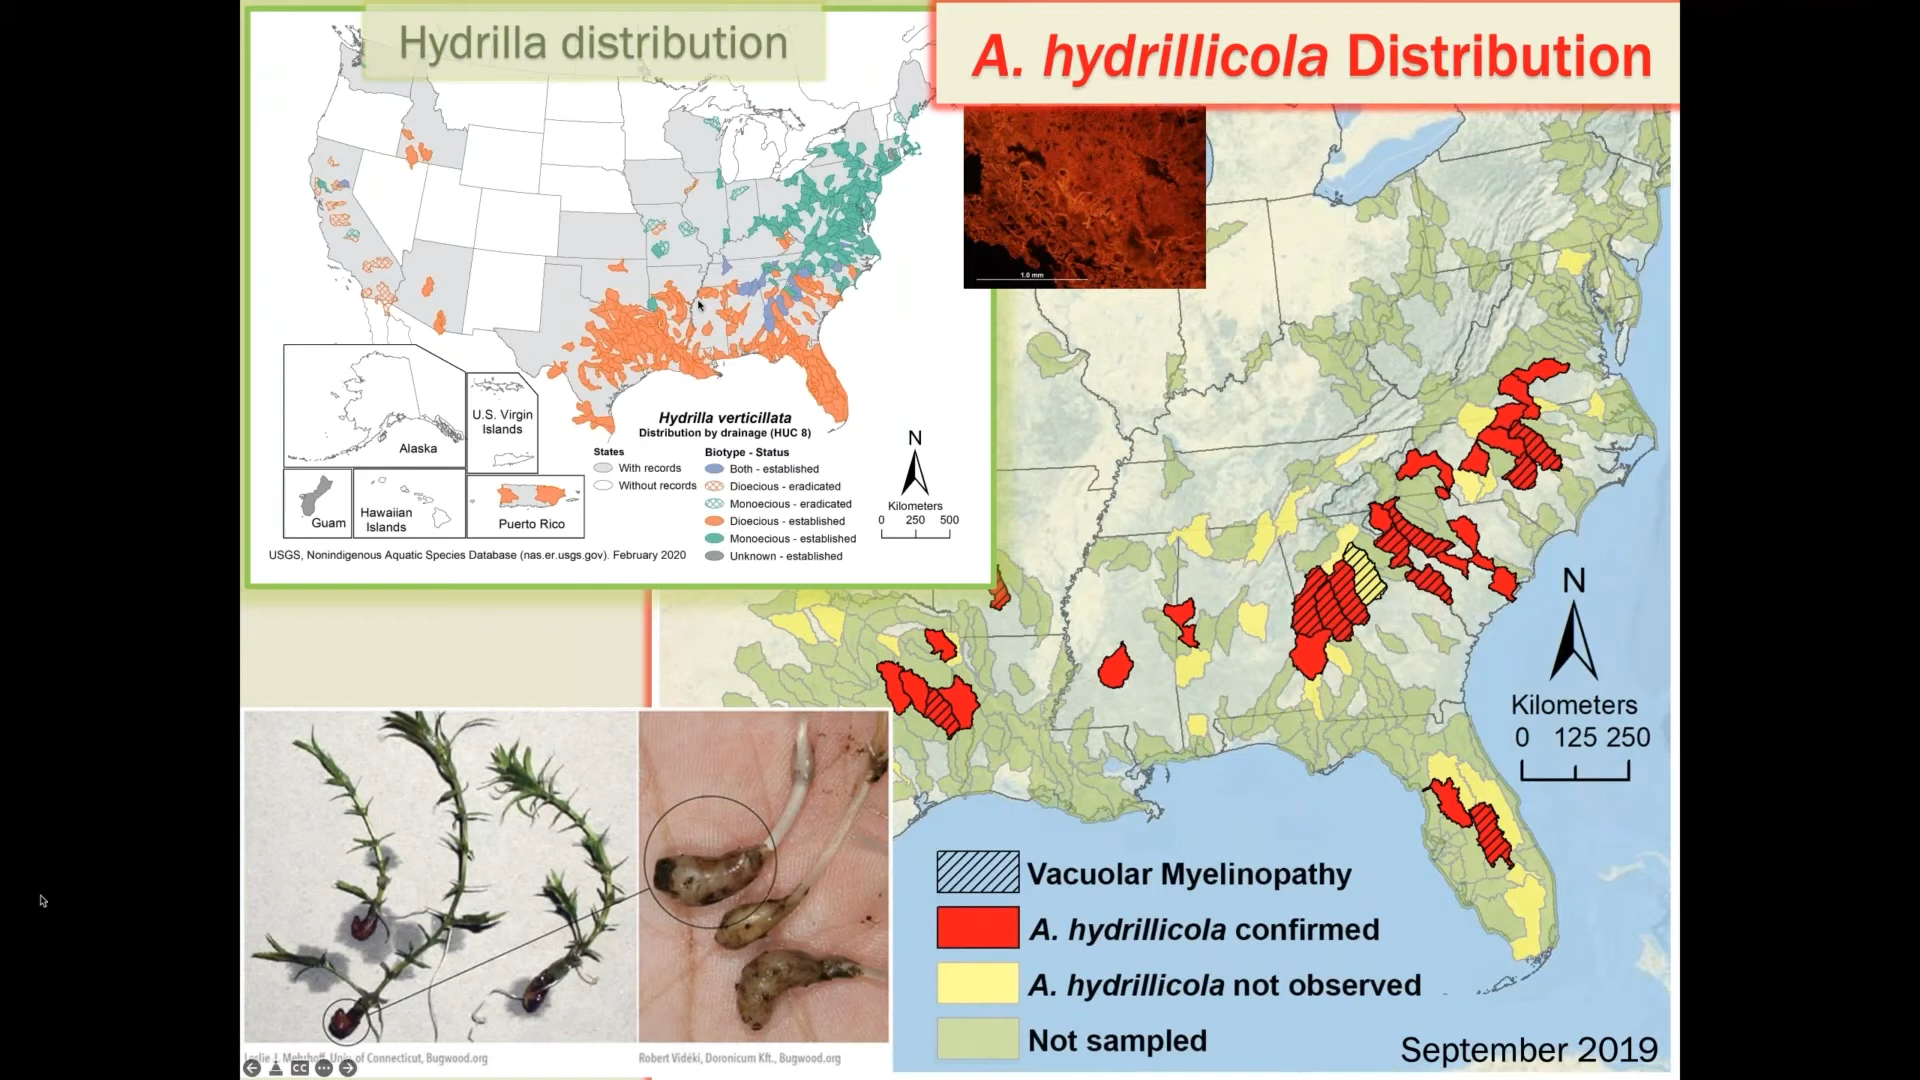 Hydrilla distribution
A. hydrillicola Distribution
1.0 mm
Alaska
U.S. Virgin
Islands
Guam
Hawaiian
Islands
Puerto Rico
Hydrilla verticillata
Distribution by drainage (HUC 8)
States
With records
Without records
Biotype - Status
Both - established
Dioecious - eradicated
Monoecious - eradicated
Dioecious - established
Monoecious - established
Unknown - established
N
Kilometers
0 250 500
USGS, Nonindigenous Aquatic Species Database (nas.er.usgs.gov). February 2020
N
Kilometers
0 125 250
Vacuolar Myelinopathy
A. hydrillicola confirmed
A. hydrillicola not observed
Not sampled
September 2019
Leslie J. Mehrhoff, Univ. of Connecticut, Bugwood.org
Robert Vidéki, Doronicum Kft., Bugwood.org
CC